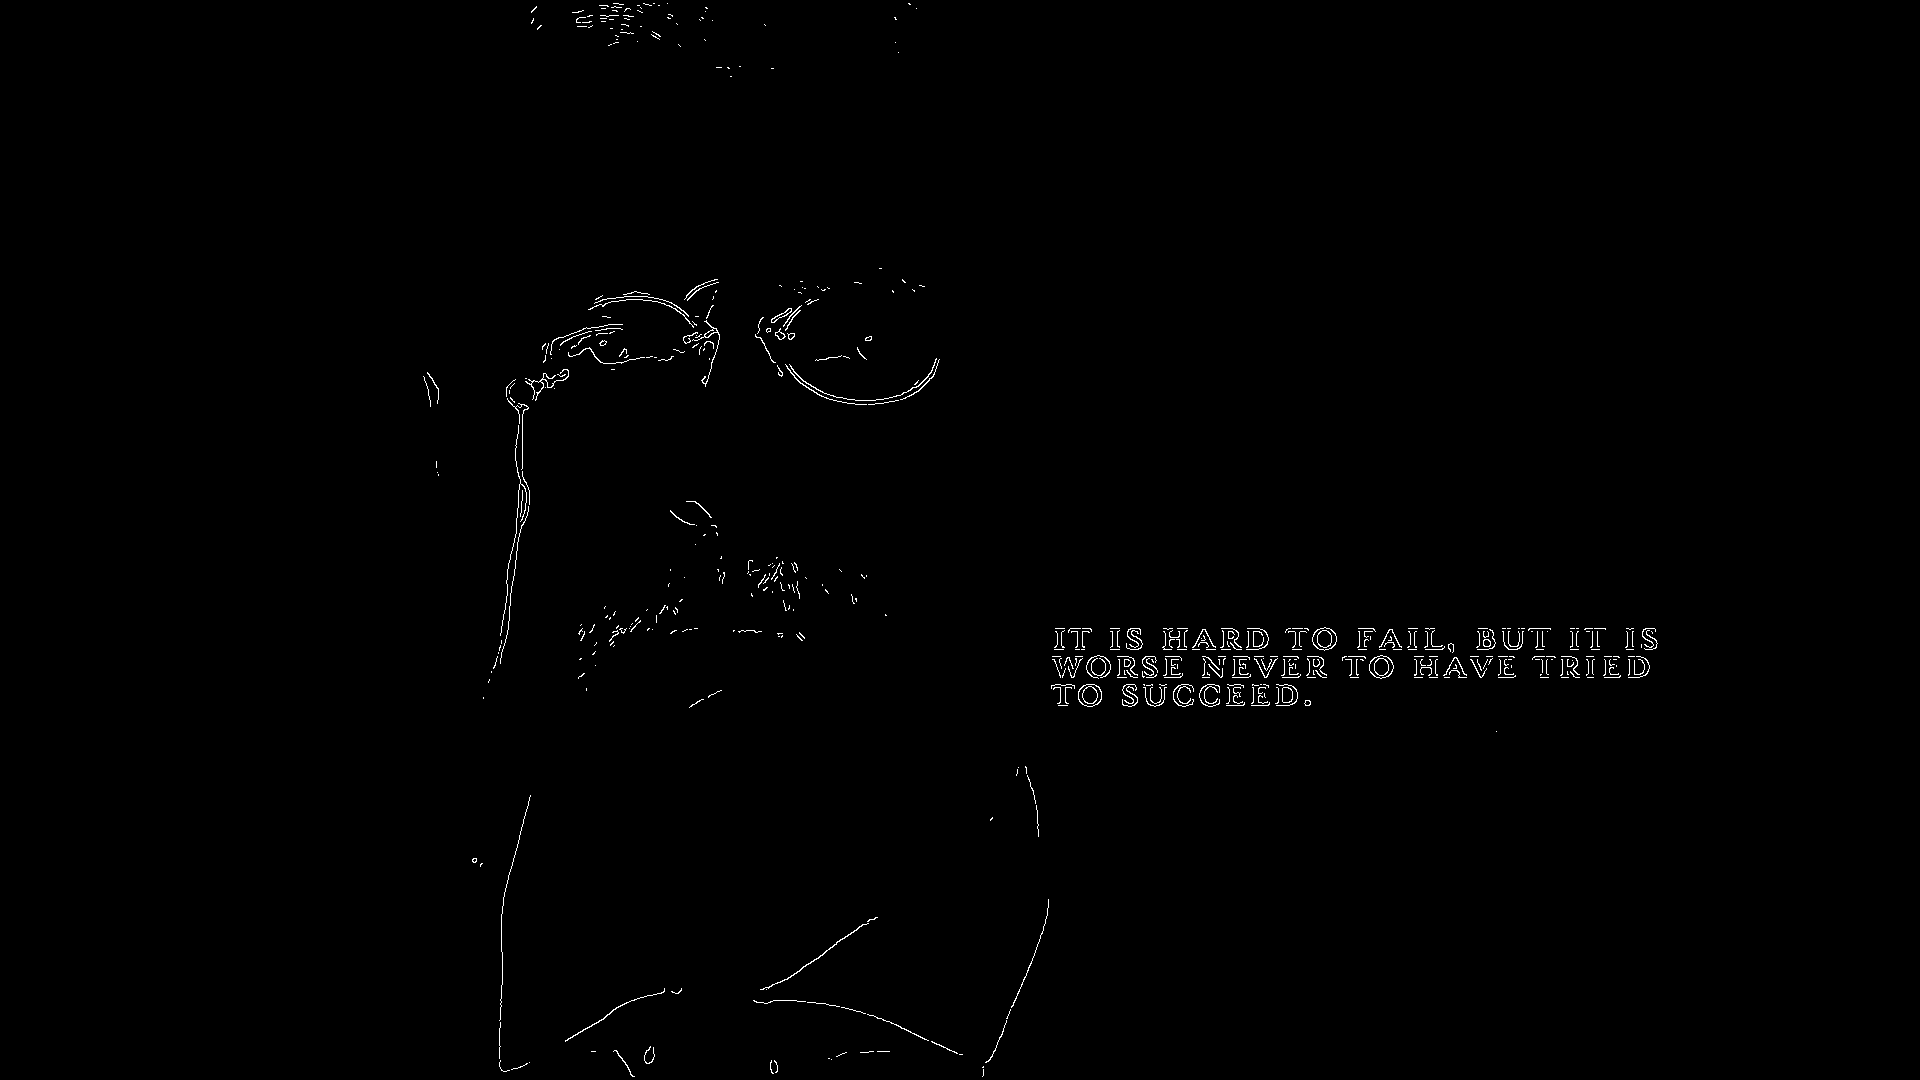 IT IS HARD TO FAIL, BUT IT IS
WORSE NEVER TO HAVE TRIED
TO SUCCEED.